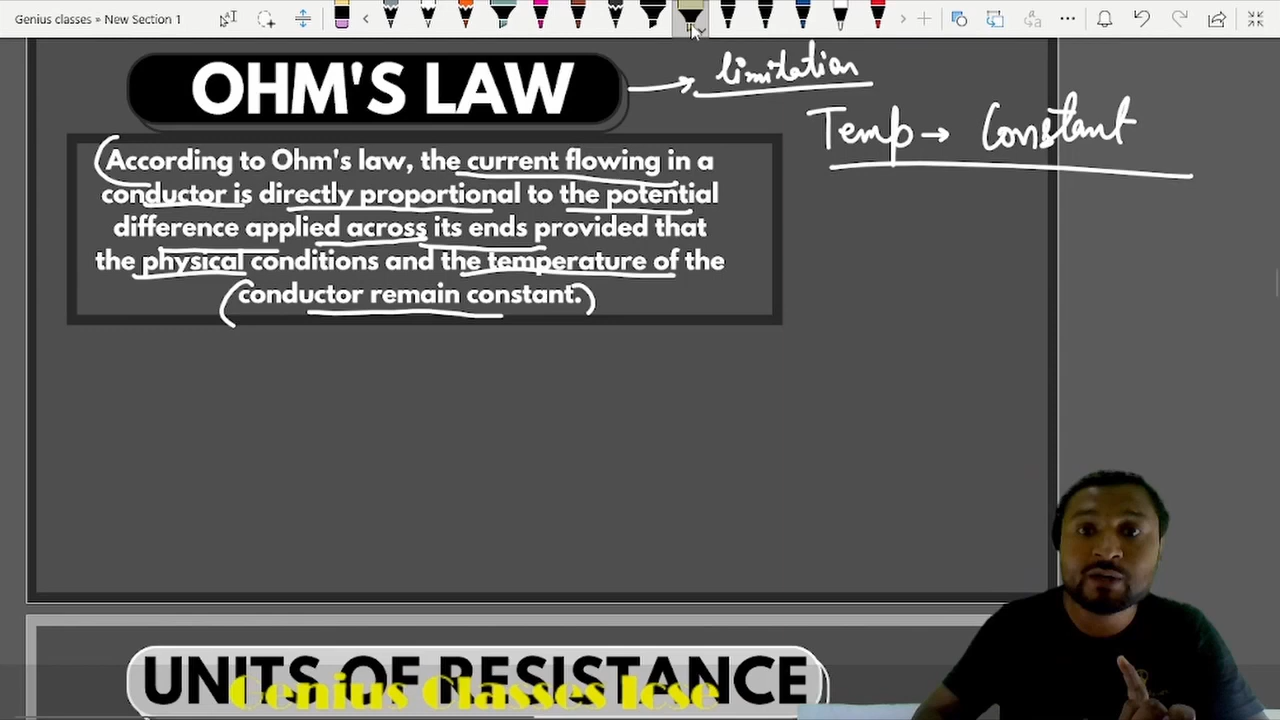 Genius classes » New Section 1
OHM'S LAW
limitation
Temp → Constant
According to Ohm's law, the current flowing in a
conductor is directly proportional to the potential
difference applied across its ends provided that
the physical conditions and the temperature of the
conductor remain constant.
UNITS OF RESISTANCE
Genius Classes Icse